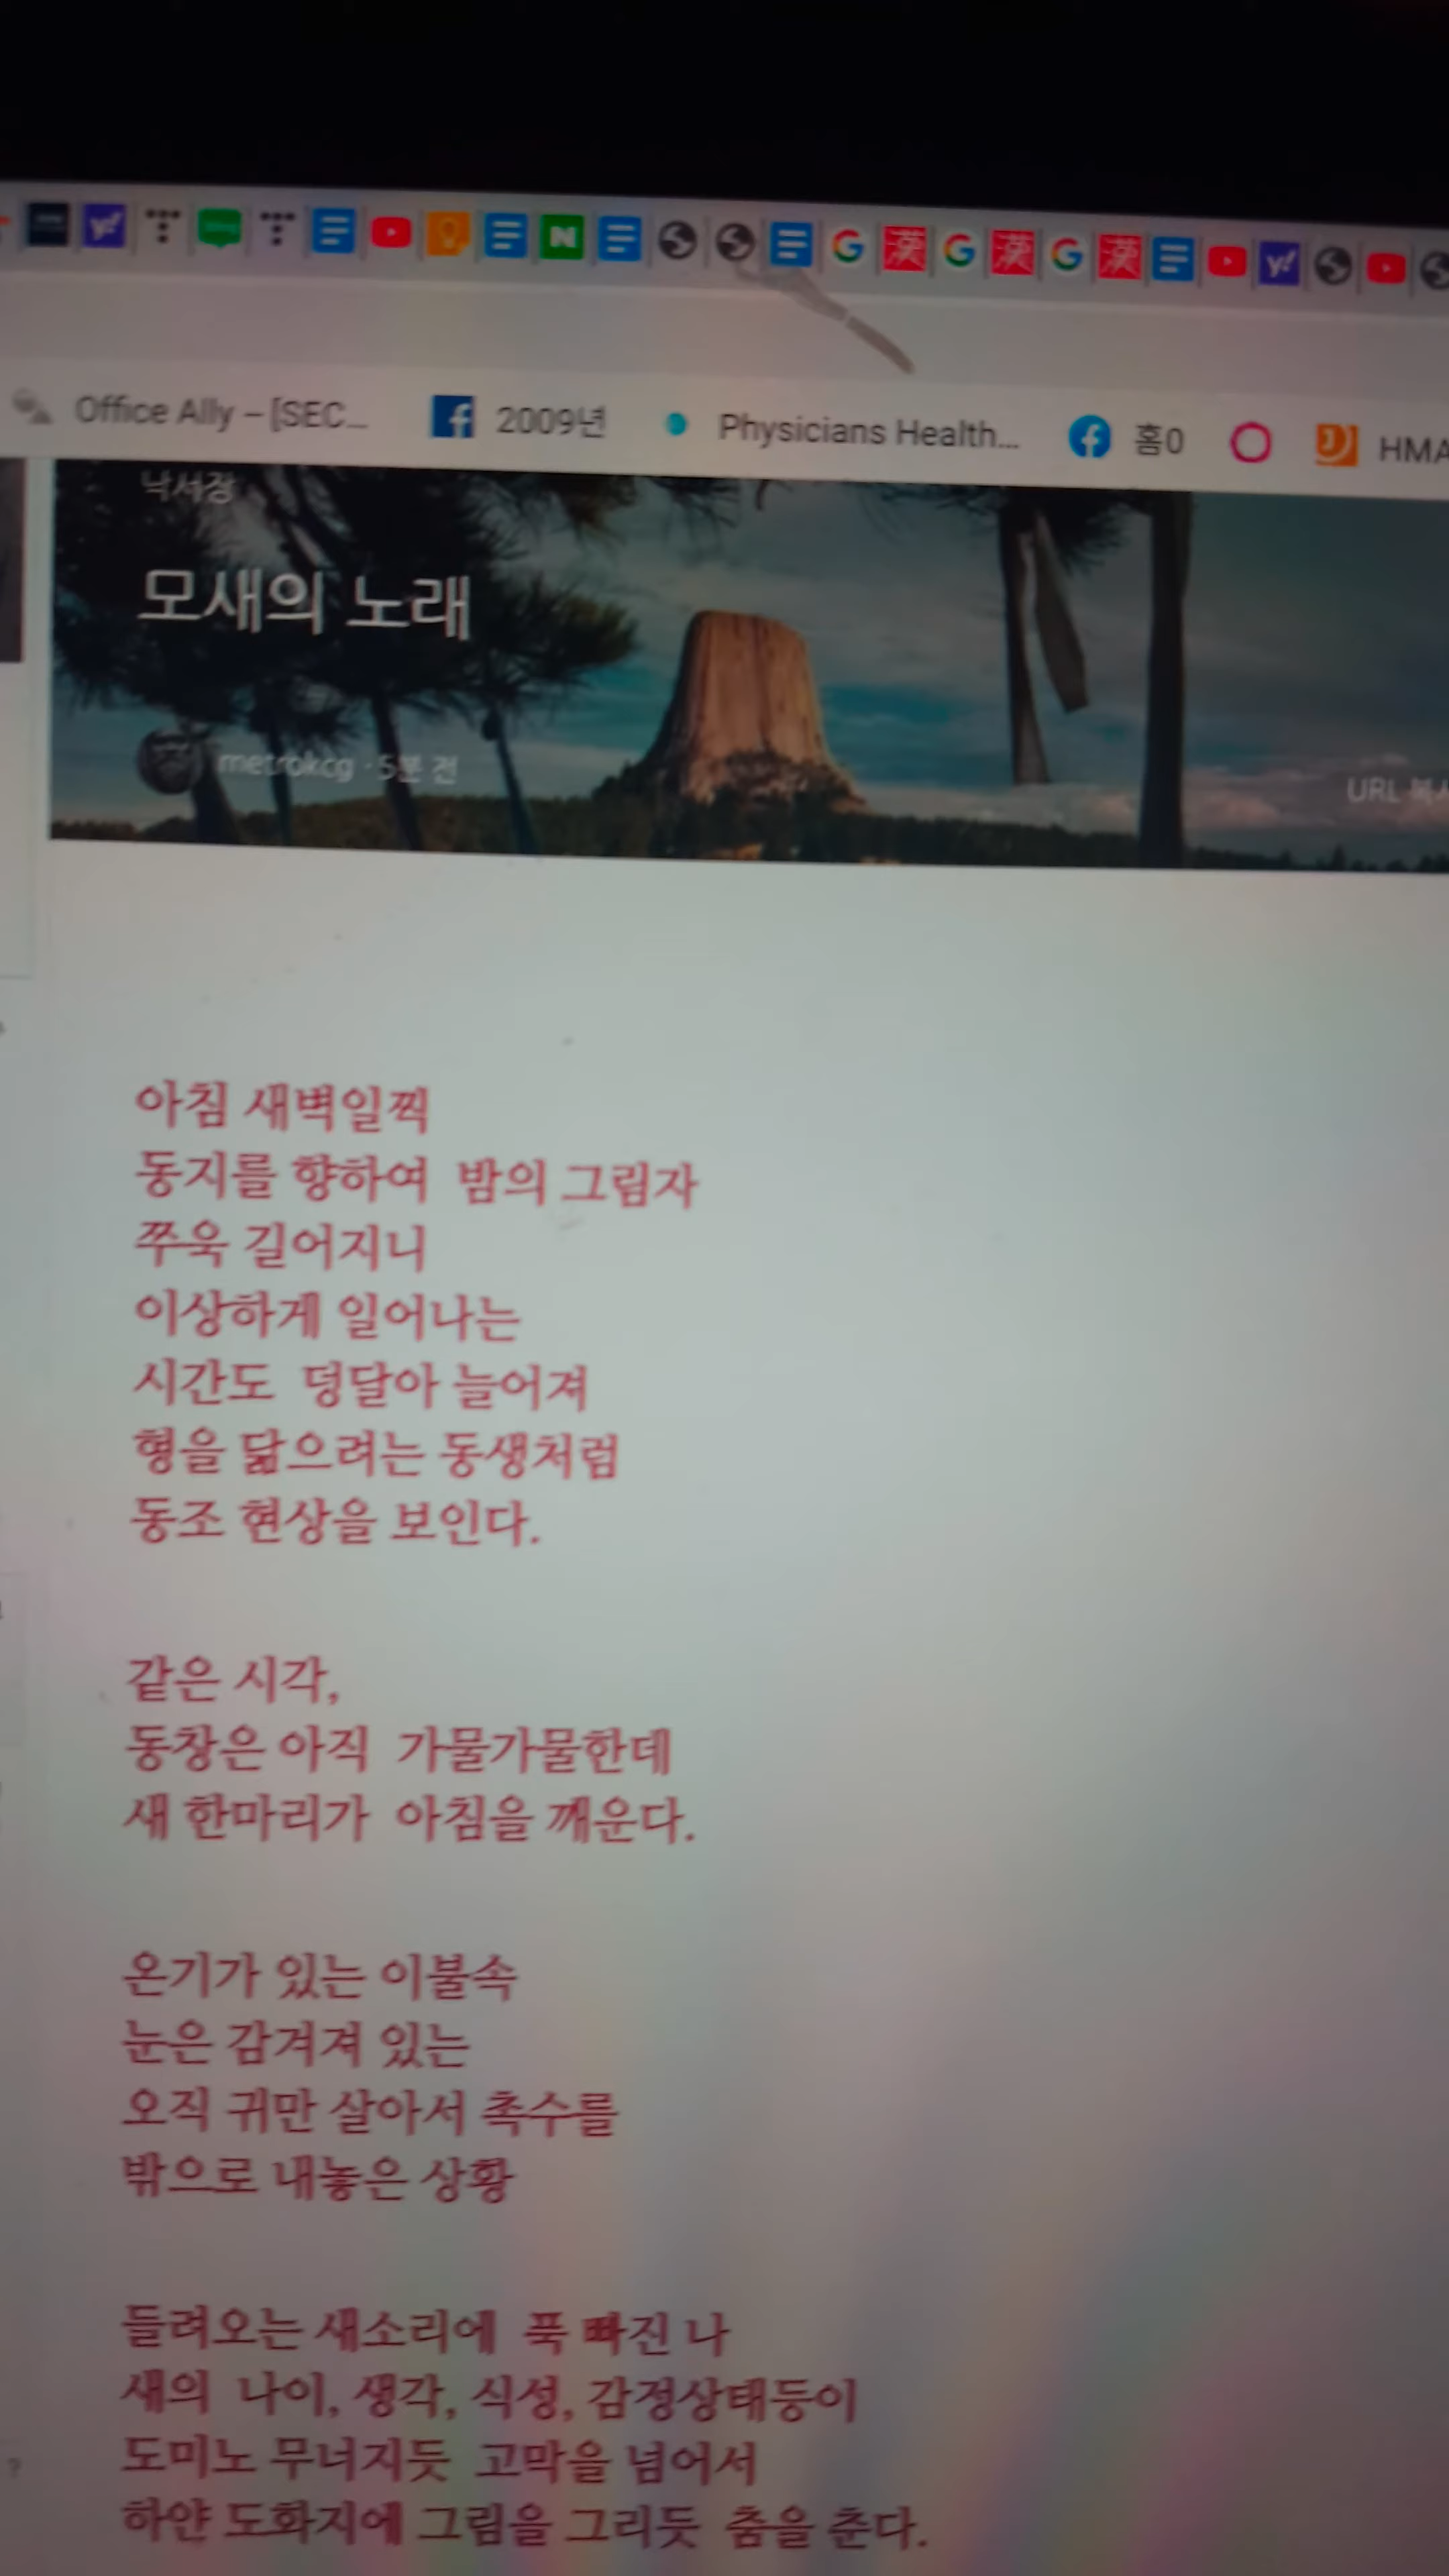 Office Ally – [SEC...
2009년
Physicians Health...
홈0
HMA
낙서장
모새의 노래
metrokcg · 5분 전
URL 복사
아침 새벽일찍
동지를 향하여 밤의 그림자
쭈욱 길어지니
이상하게 일어나는
시간도 덩달아 늘어져
형을 닮으려는 동생처럼
동조 현상을 보인다.
같은 시각,
동창은 아직 가물가물한데
새 한마리가 아침을 깨운다.
온기가 있는 이불속
눈은 감겨져 있는
오직 귀만 살아서 촉수를
밖으로 내놓은 상황
들려오는 새소리에 푹 빠진 나
새의 나이, 생각, 식성, 감정상태등이
도미노 무너지듯 고막을 넘어서
하얀 도화지에 그림을 그리듯 춤을 춘다.